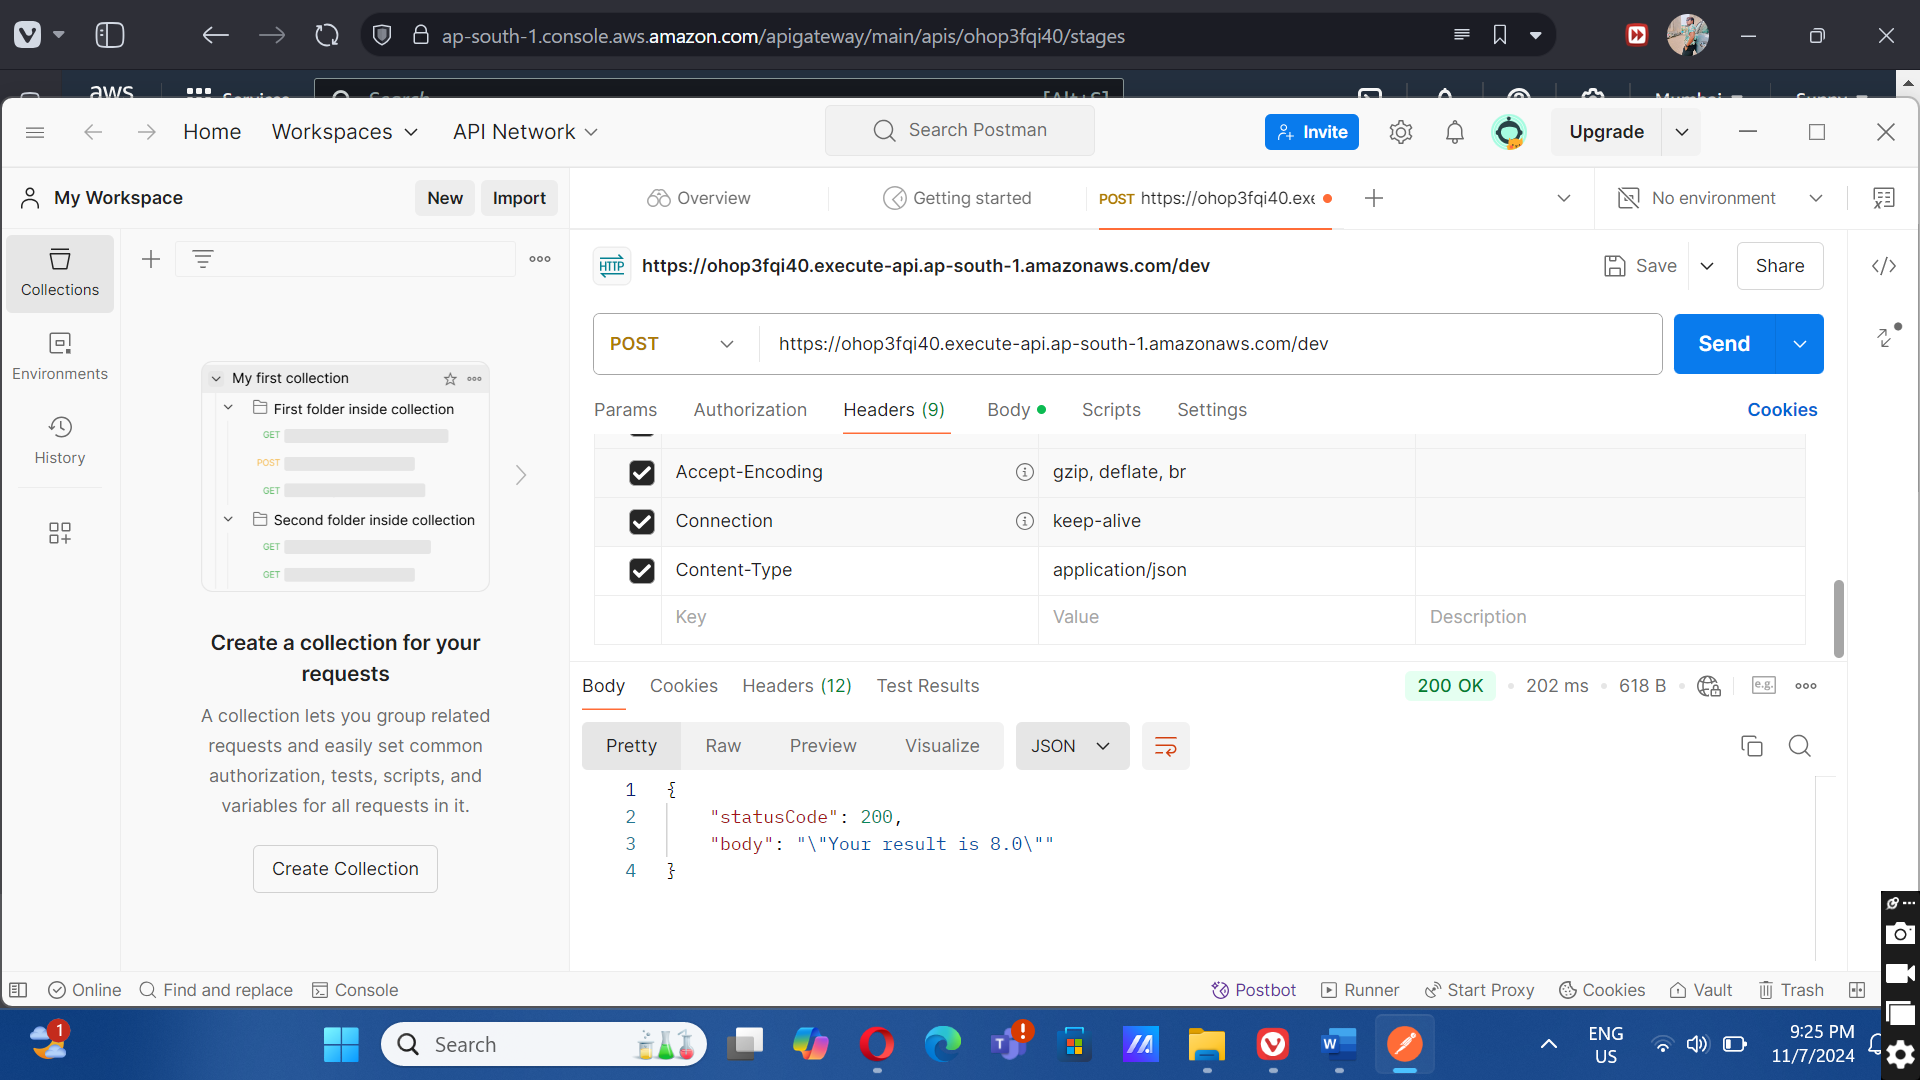 ap-south-1.console.aws.amazon.com/apigateway/main/apis/ohop3fqi40/stages
aws
Home
Workspaces
API Network
Search Postman
Invite
Upgrade
My Workspace
New
Import
Overview
Getting started
POST https://ohop3fqi40.exe
No environment
Collections
Environments
History
My first collection
First folder inside collection
GET
POST
GET
Second folder inside collection
GET
GET
Create a collection for your
requests
A collection lets you group related
requests and easily set common
authorization, tests, scripts, and
variables for all requests in it.
Create Collection
HTTP
https://ohop3fqi40.execute-api.ap-south-1.amazonaws.com/dev
Save
Share
POST
https://ohop3fqi40.execute-api.ap-south-1.amazonaws.com/dev
Send
Params
Authorization
Headers (9)
Body
Scripts
Settings
Cookies
Accept-Encoding
gzip, deflate, br
Connection
keep-alive
Content-Type
application/json
Key
Value
Description
Body
Cookies
Headers (12)
Test Results
200 OK
202 ms
618 B
e.g.
Pretty
Raw
Preview
Visualize
JSON
1 {
2 "statusCode": 200,
3 "body": "\"Your result is 8.0\""
4 }
Online
Find and replace
Console
Postbot
Runner
Start Proxy
Cookies
Vault
Trash
1
Search
ENG
US
9:25 PM
11/7/2024